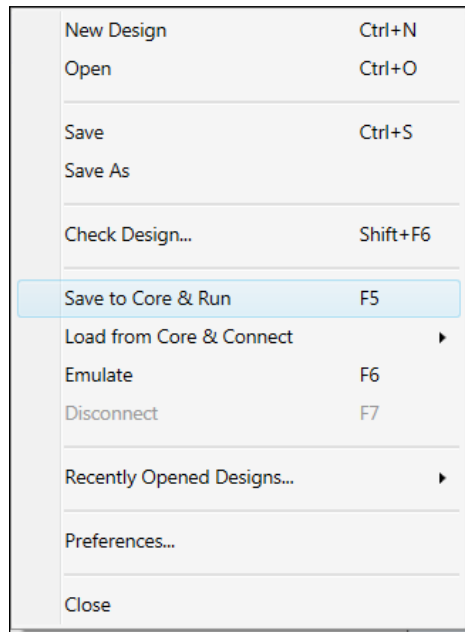 New Design Ctrl+N
Open Ctrl+O
Save Ctrl+S
Save As
Check Design... Shift+F6
Save to Core & Run F5
Load from Core & Connect
Emulate F6
Disconnect F7
Recently Opened Designs...
Preferences...
Close